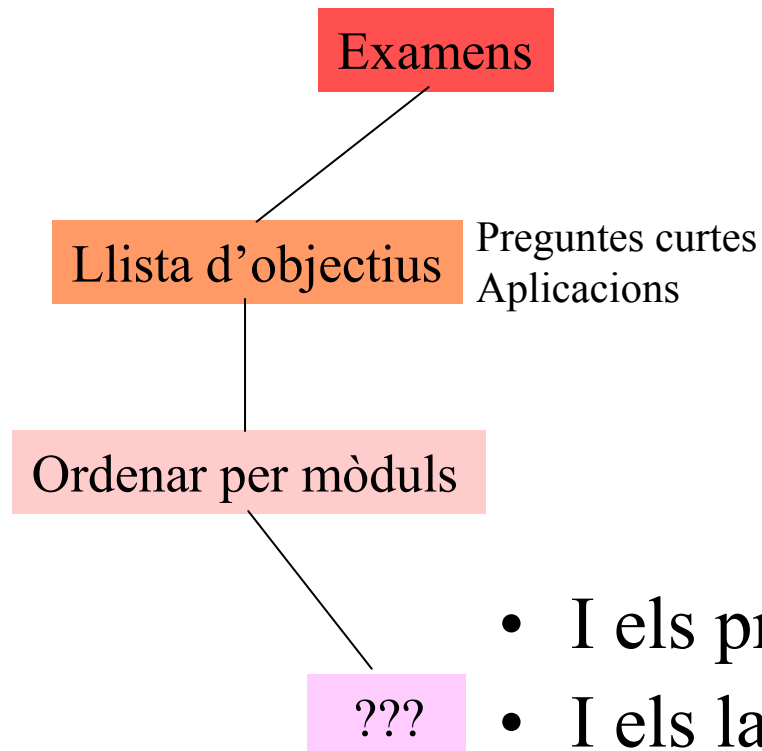 Examens
Llista d’objectius
Preguntes curtes
Aplicacions
Ordenar per mòduls
• I els
???
• I els